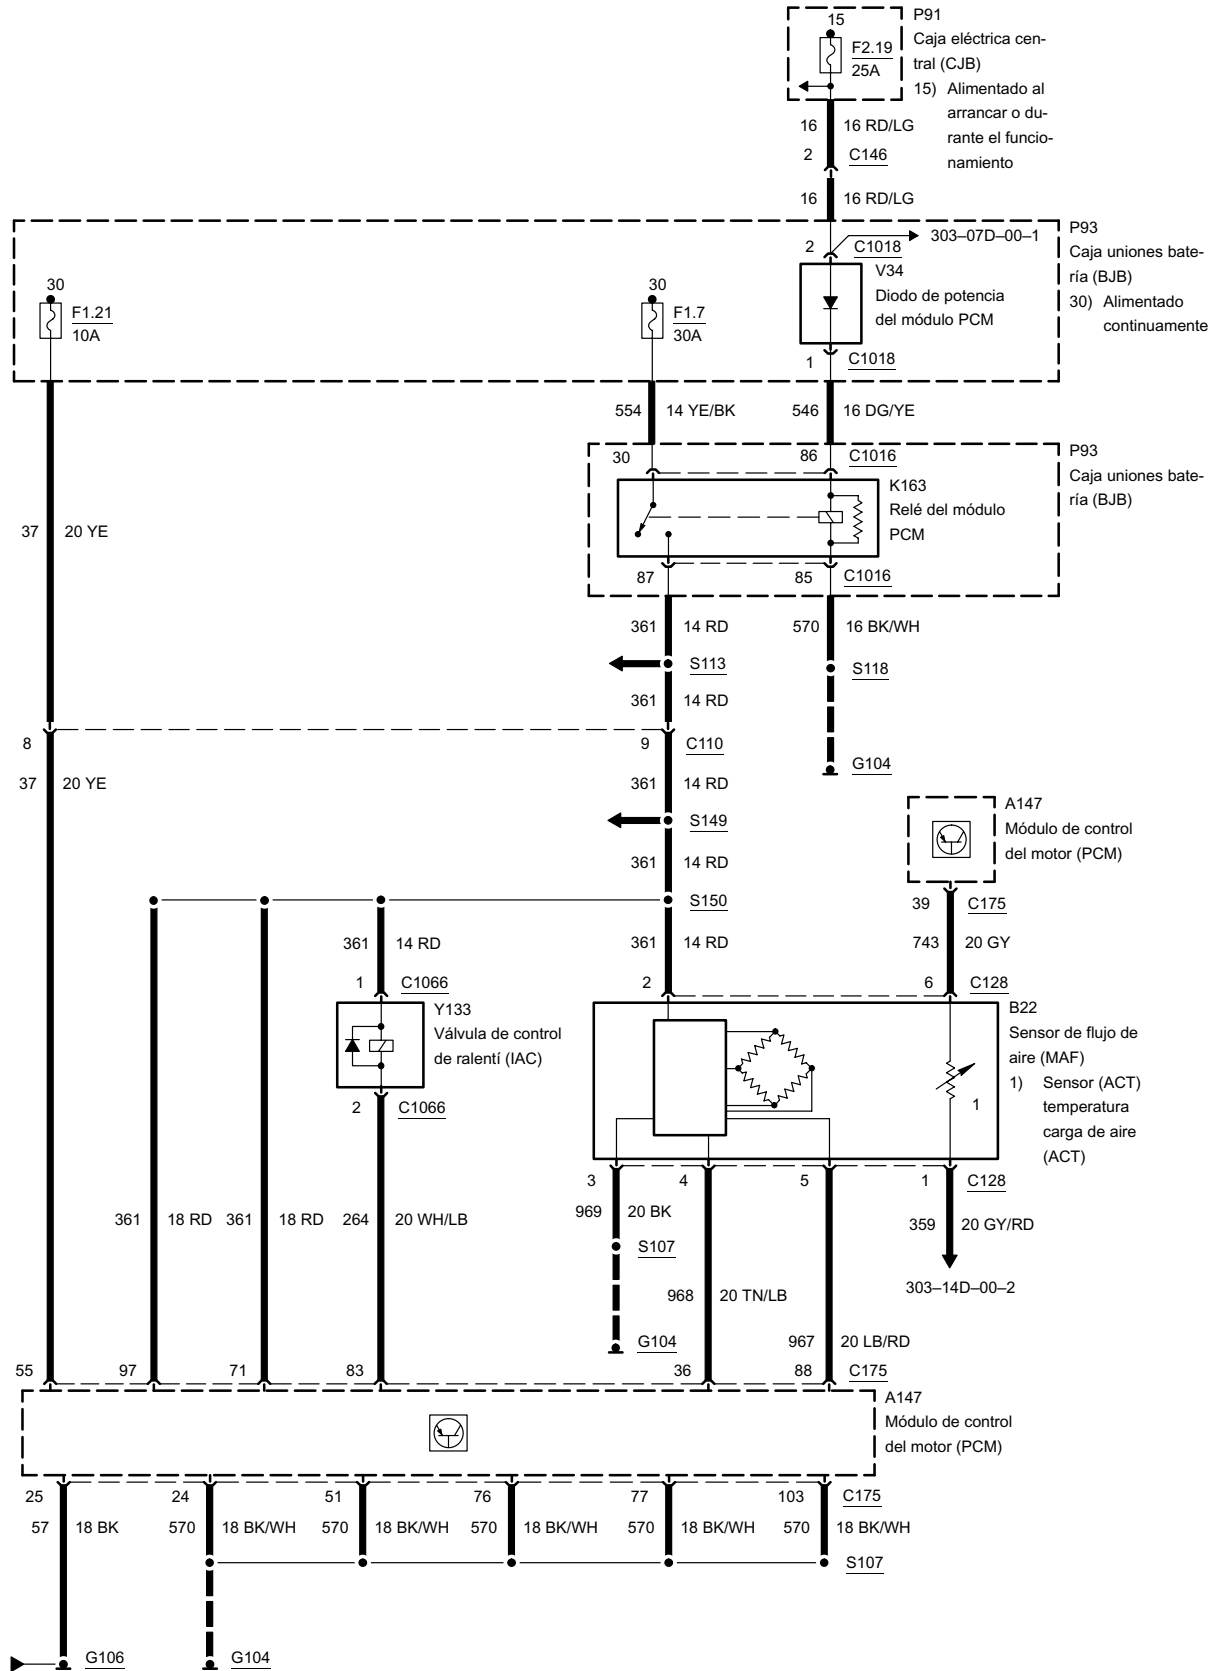 15
P91
F2.19
25A
Caja eléctrica cen-
tral (CJB)
15) Alimentado al
arrancar o du-
rante el funcio-
namiento
16 16 RD/LG
2 C146
16 16 RD/LG
2 C1018
303–07D–00–1
P93
Caja uniones bate-
ría (BJB)
30) Alimentado
continuamente
30
F1.21
10A
30
F1.7
30A
V34
Diodo de potencia
del módulo PCM
1 C1018
554 14 YE/BK
546 16 DG/YE
30
86 C1016
P93
Caja uniones bate-
ría (BJB)
K163
Relé del módulo
PCM
37 20 YE
87
85 C1016
361 14 RD
570 16 BK/WH
S113
S118
361 14 RD
8
9 C110
G104
37 20 YE
361 14 RD
A147
Módulo de control
del motor (PCM)
S149
361 14 RD
S150
39 C175
361 14 RD
361 14 RD
743 20 GY
1 C1066
2
6 C128
Y133
Válvula de control
de ralentí (IAC)
B22
Sensor de flujo de
aire (MAF)
1) Sensor (ACT)
temperatura
carga de aire
(ACT)
1
2 C1066
3
4
5
1 C128
361 18 RD
361 18 RD
264 20 WH/LB
969 20 BK
359 20 GY/RD
S107
303–14D–00–2
968 20 TN/LB
G104
967 20 LB/RD
55
97
71
83
36
88 C175
A147
Módulo de control
del motor (PCM)
25
24
51
76
77
103 C175
57 18 BK
570 18 BK/WH
570 18 BK/WH
570 18 BK/WH
570 18 BK/WH
570 18 BK/WH
S107
G106
G104